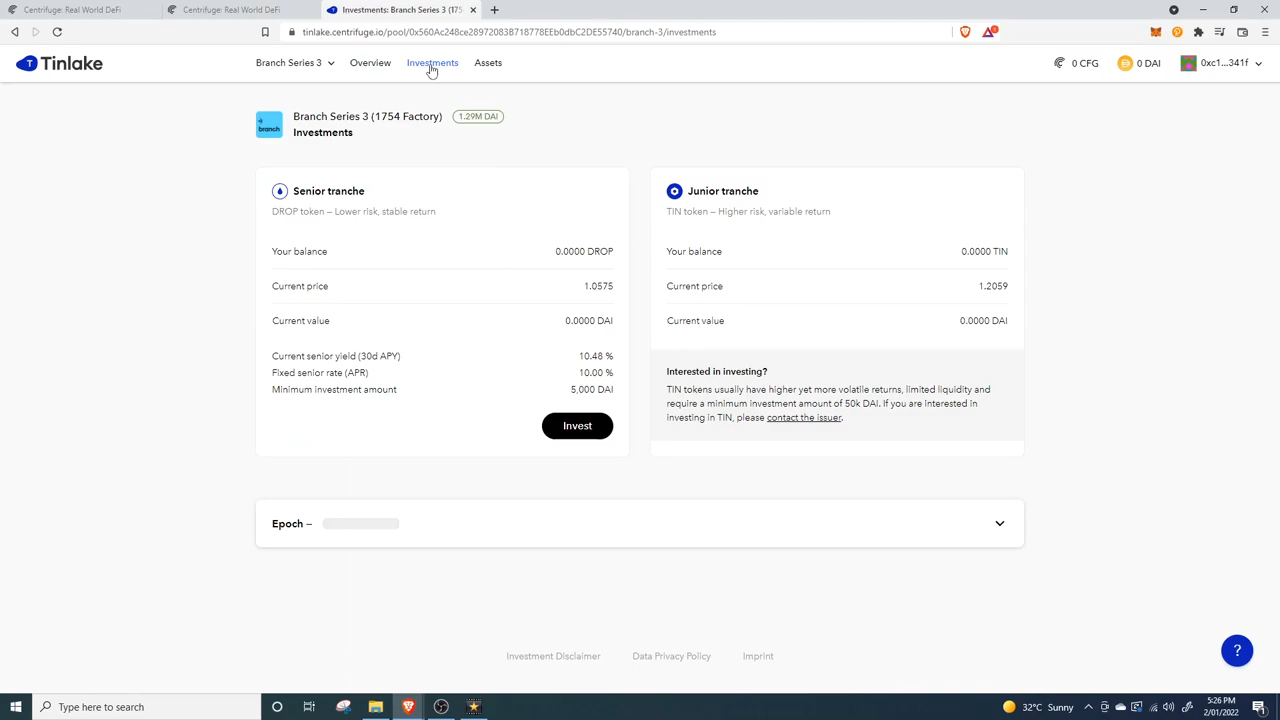 Centrifuge: Real World DeFi
Centrifuge: Real World DeFi
Investments: Branch Series 3 (175
tinlake.centrifuge.io/pool/0x560Ac248ce28972083B718778EEb0dbC2DE55740/branch-3/investments
Tinlake
Branch Series 3
Overview
Investments
Assets
0 CFG
0 DAI
0xc1...341f
branch
Branch Series 3 (1754 Factory)
1.29M DAI
Investments
Senior tranche
DROP token – Lower risk, stable return
Your balance 0.0000 DROP
Current price 1.0575
Current value 0.0000 DAI
Current senior yield (30d APY) 10.48 %
Fixed senior rate (APR) 10.00 %
Minimum investment amount 5,000 DAI
Invest
Junior tranche
TIN token – Higher risk, variable return
Your balance 0.0000 TIN
Current price 1.2059
Current value 0.0000 DAI
Interested in investing?
TIN tokens usually have higher yet more volatile returns, limited liquidity and
require a minimum investment amount of 50k DAI. If you are interested in
investing in TIN, please contact the issuer.
Epoch –
Investment Disclaimer
Data Privacy Policy
Imprint
?
Type here to search
32°C Sunny
5:26 PM
2/01/2022